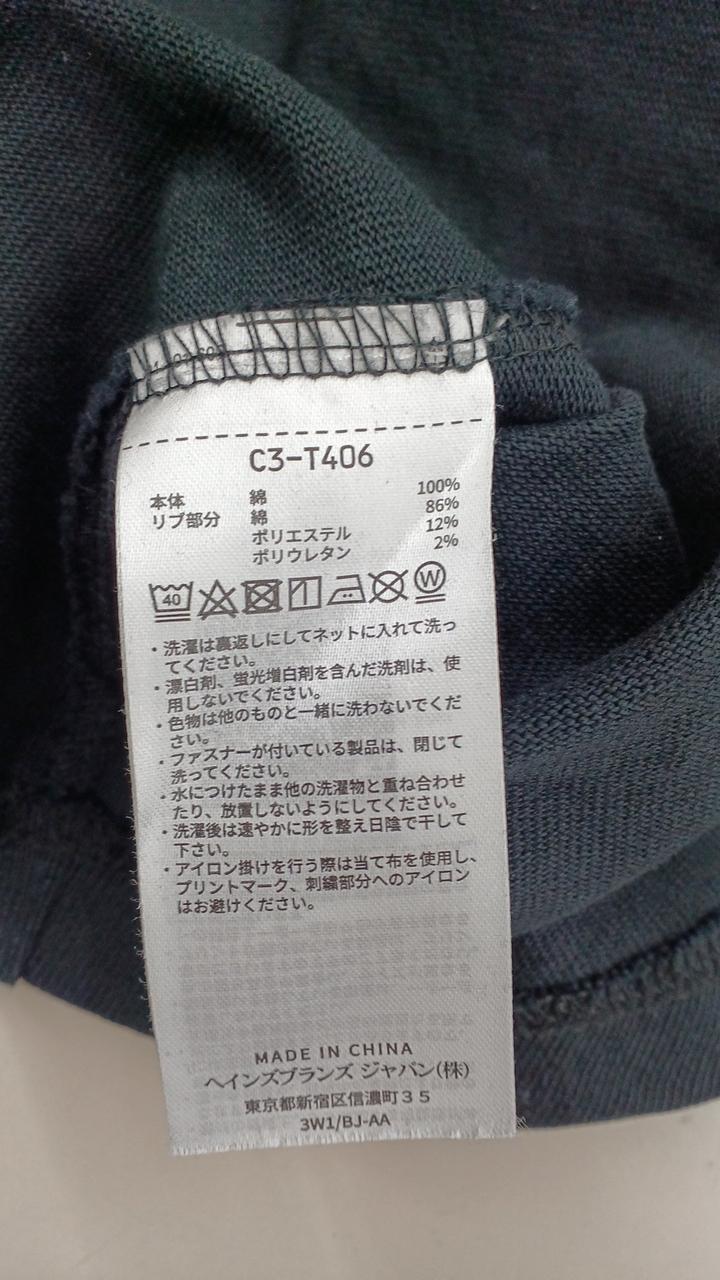 C3-T406
本体 綿 100%
リブ部分 綿 86%
ポリエステル 12%
ポリウレタン 2%
40 W
・洗濯は裏返しにしてネットに入れて洗っ
てください。
・漂白剤、蛍光増白剤を含んだ洗剤は、使
用しないでください。
・色物は他のものと一緒に洗わないでくだ
さい。
・ファスナーが付いている製品は、閉じて
洗ってください。
・水につけたまま他の洗濯物と重ね合わせ
たり、放置しないようにしてください。
・洗濯後は速やかに形を整え日陰で干して
下さい。
・アイロン掛けを行う際は当て布を使用し、
プリントマーク、刺繍部分へのアイロン
はお避けください。
MADE IN CHINA
ヘインズブランズ ジャパン(株)
東京都新宿区信濃町35
3W1/BJ-AA